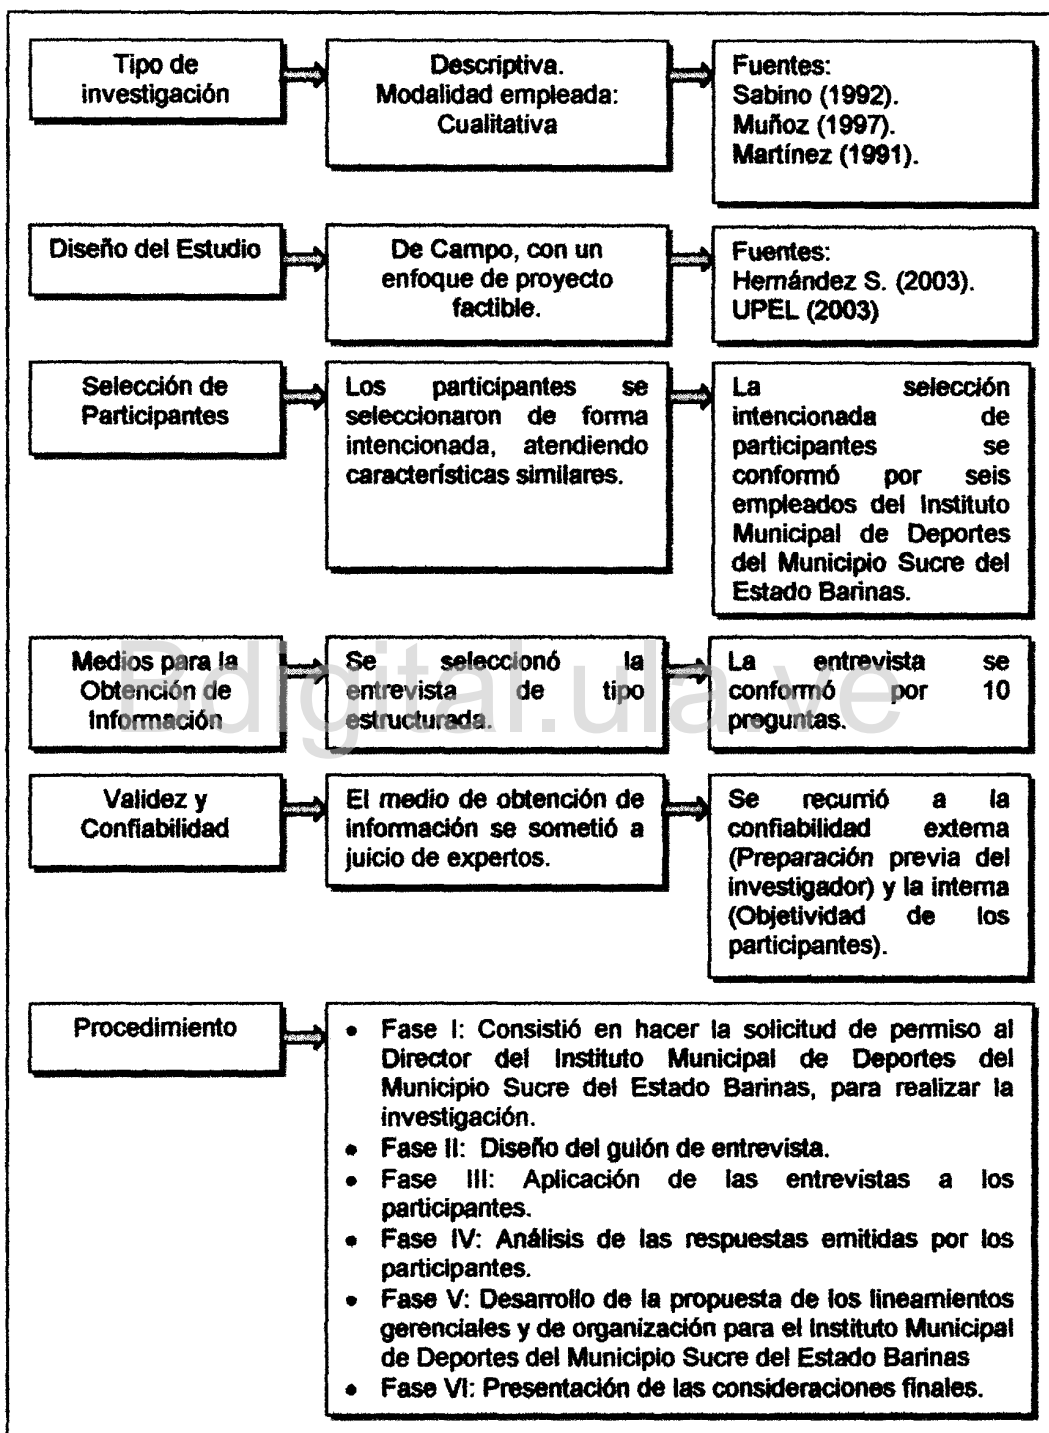 Tipo de
investigación
Descriptiva.
Modalidad empleada:
Cualitativa
Fuentes:
Sabino (1992).
Muñoz (1997).
Martínez (1991).
Diseño del Estudio
De Campo, con un
enfoque de proyecto
factible.
Fuentes:
Hernández S. (2003).
UPEL (2003)
Selección de
Participantes
Los participantes se
seleccionaron de forma
intencionada, atendiendo
características similares.
La selección
intencionada de
participantes se
conformó por seis
empleados del Instituto
Municipal de Deportes
del Municipio Sucre del
Estado Barinas.
Medios para la
Obtención de
Información
Se seleccionó la
entrevista de tipo
estructurada.
La entrevista se
conformó por 10
preguntas.
Bdigital.ula.ve
Validez y
Confiabilidad
El medio de obtención de
información se sometió a
juicio de expertos.
Se recurrió a la
confiabilidad externa
(Preparación previa del
investigador) y la interna
(Objetividad de los
participantes).
Procedimiento
• Fase I: Consistió en hacer la solicitud de permiso al
Director del Instituto Municipal de Deportes del
Municipio Sucre del Estado Barinas, para realizar la
investigación.
• Fase II: Diseño del guión de entrevista.
• Fase III: Aplicación de las entrevistas a los
participantes.
• Fase IV: Análisis de las respuestas emitidas por los
participantes.
• Fase V: Desarrollo de la propuesta de los lineamientos
gerenciales y de organización para el Instituto Municipal
de Deportes del Municipio Sucre del Estado Barinas
• Fase VI: Presentación de las consideraciones finales.